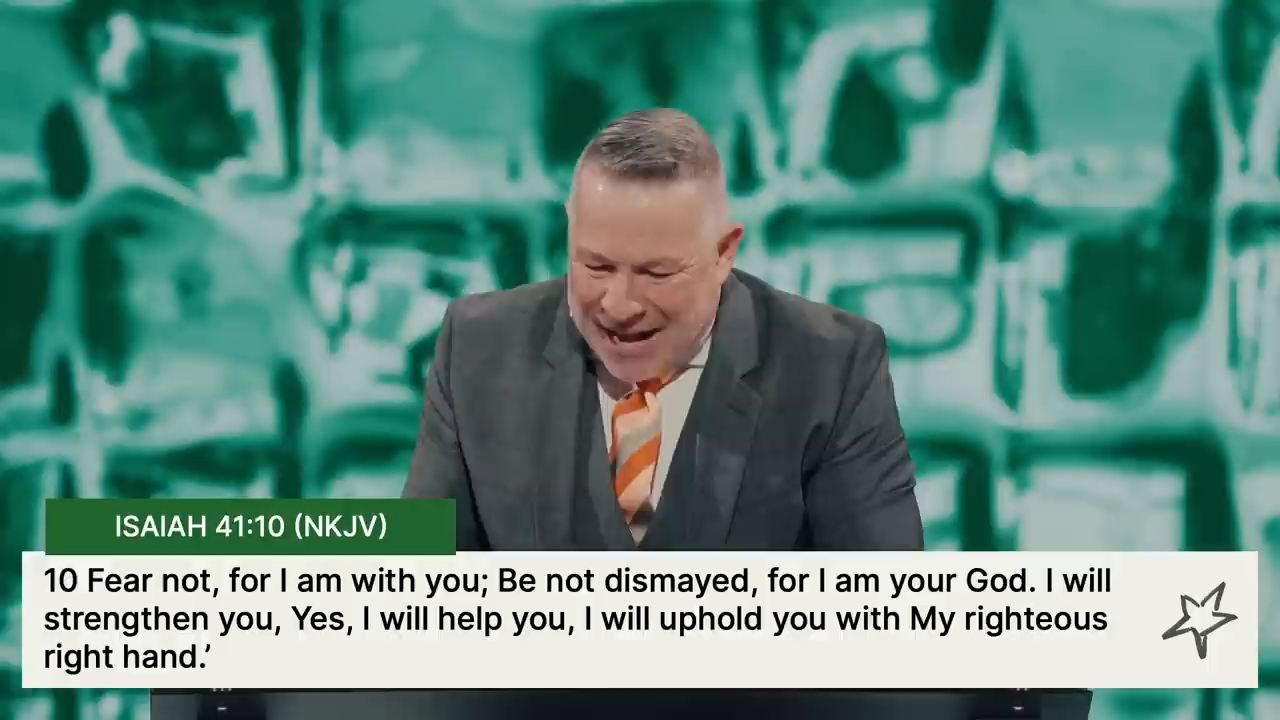 ISAIAH 41:10 (NKJV)
10 Fear not, for I am with you; Be not dismayed, for I am your God. I will
strengthen you, Yes, I will help you, I will uphold you with My righteous
right hand.’